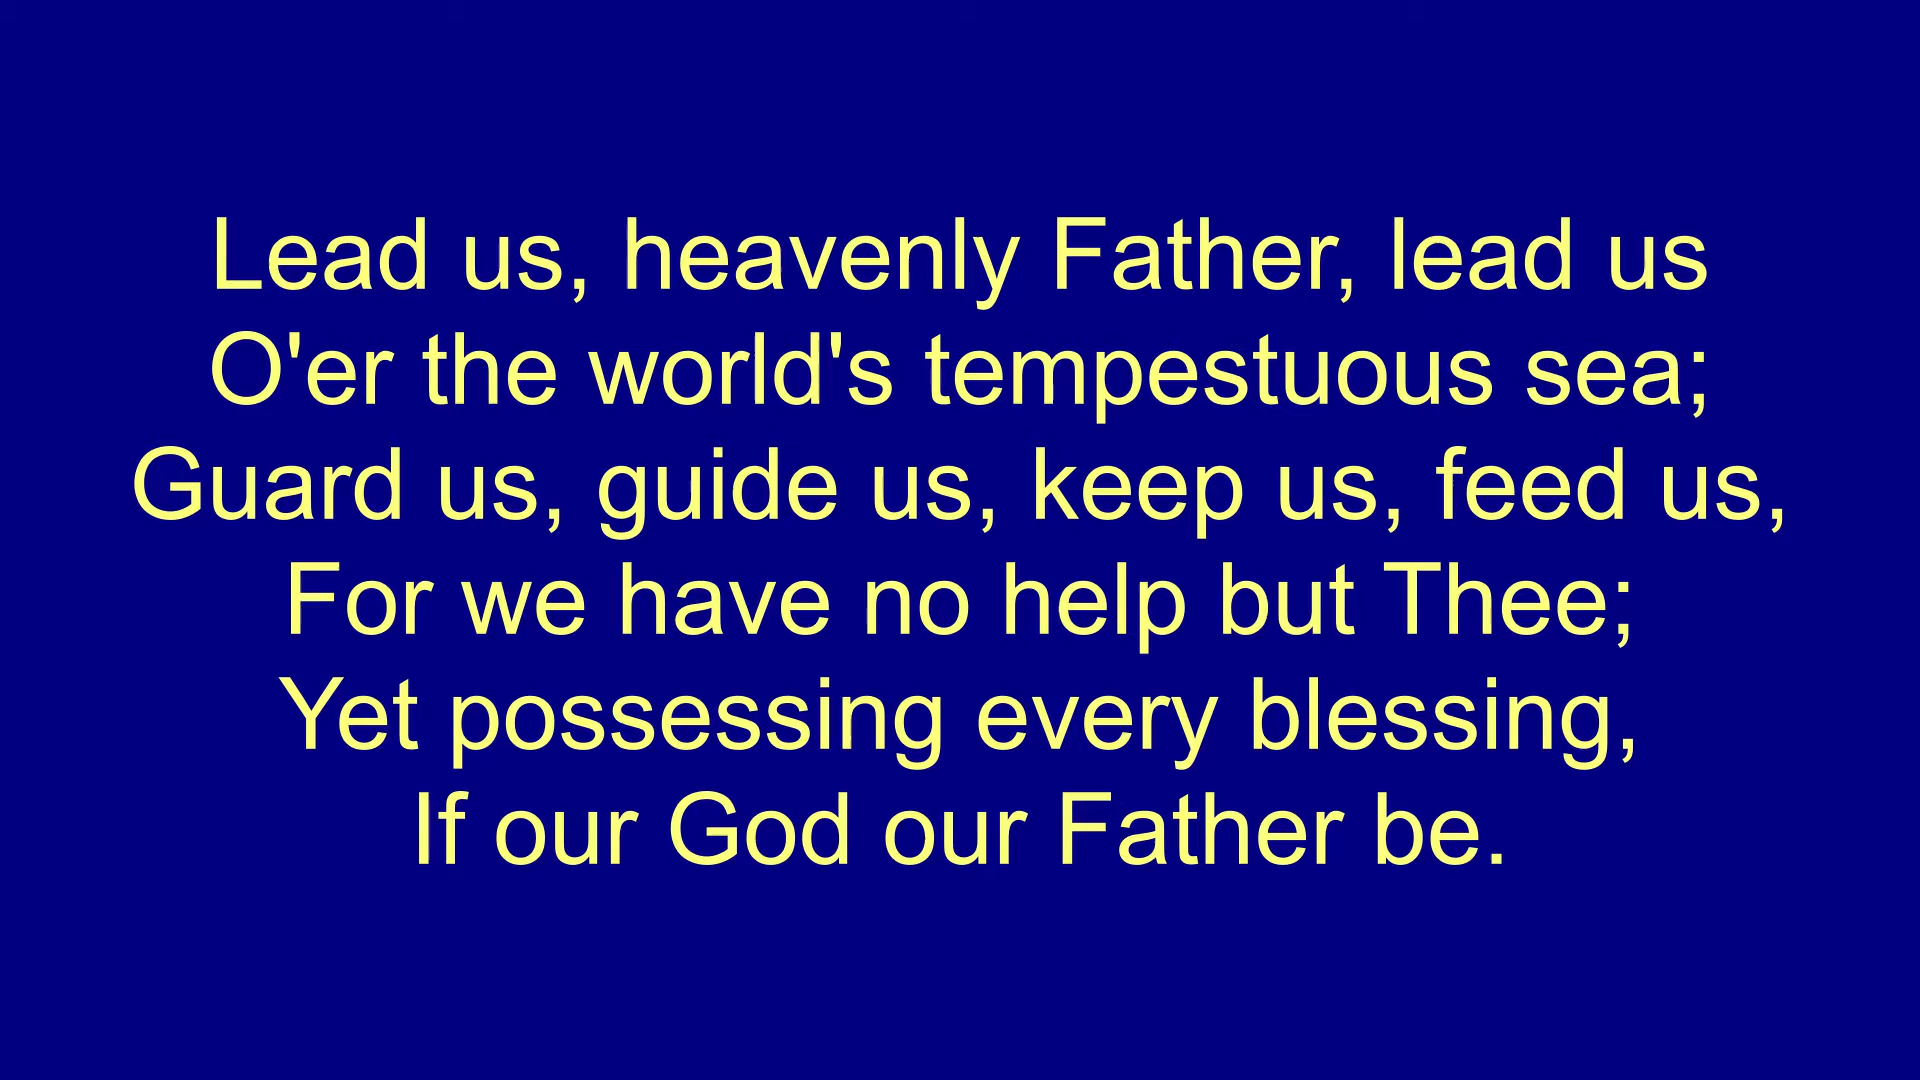 Lead us, heavenly Father, lead us
O'er the world's tempestuous sea;
Guard us, guide us, keep us, feed us,
For we have no help but Thee;
Yet possessing every blessing,
If our God our Father be.